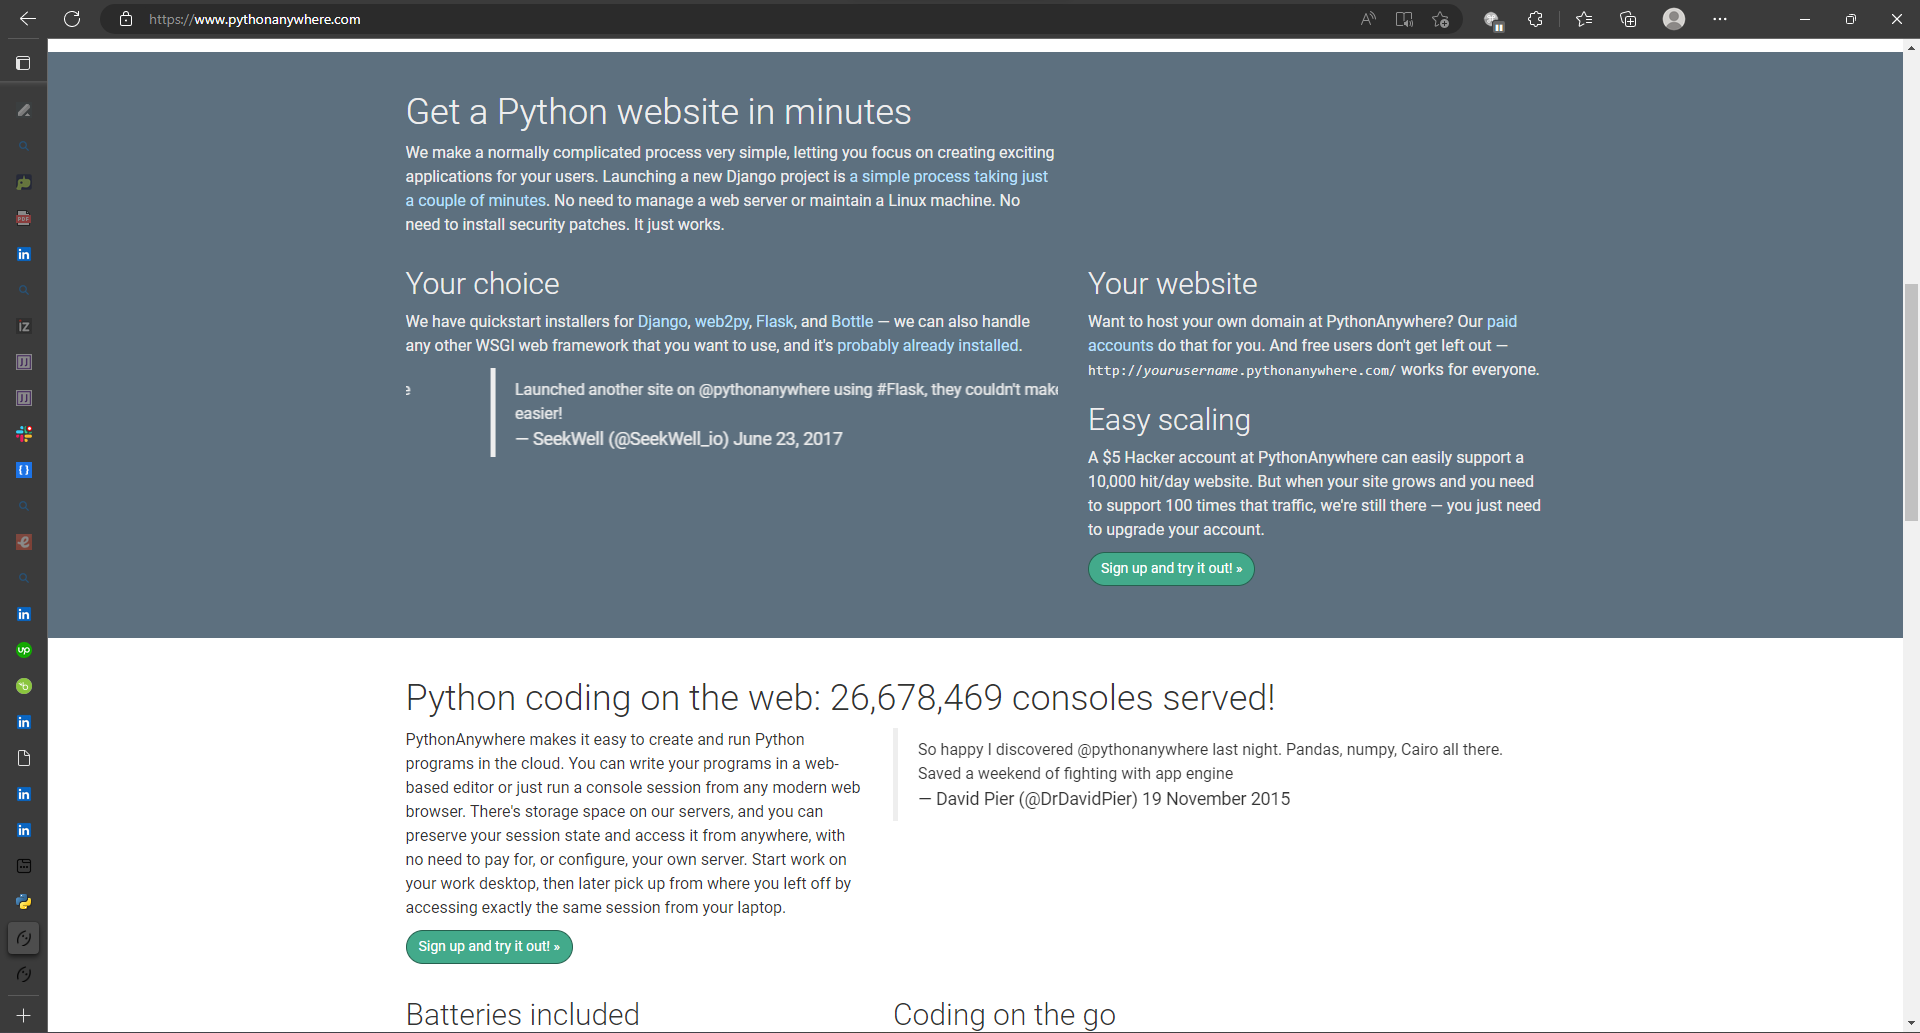 https://www.pythonanywhere.com
Get a Python website in minutes
We make a normally complicated process very simple, letting you focus on creating exciting
applications for your users. Launching a new Django project is a simple process taking just
a couple of minutes. No need to manage a web server or maintain a Linux machine. No
need to install security patches. It just works.
Your choice
We have quickstart installers for Django, web2py, Flask, and Bottle — we can also handle
any other WSGI web framework that you want to use, and it's probably already installed.
e
Launched another site on @pythonanywhere using #Flask, they couldn't make
easier!
— SeekWell (@SeekWell_io) June 23, 2017
Your website
Want to host your own domain at PythonAnywhere? Our paid
accounts do that for you. And free users don't get left out —
http://yourusername.pythonanywhere.com/ works for everyone.
Easy scaling
A $5 Hacker account at PythonAnywhere can easily support a
10,000 hit/day website. But when your site grows and you need
to support 100 times that traffic, we're still there — you just need
to upgrade your account.
Sign up and try it out! »
Python coding on the web: 26,678,469 consoles served!
PythonAnywhere makes it easy to create and run Python
programs in the cloud. You can write your programs in a web-
based editor or just run a console session from any modern web
browser. There's storage space on our servers, and you can
preserve your session state and access it from anywhere, with
no need to pay for, or configure, your own server. Start work on
your work desktop, then later pick up from where you left off by
accessing exactly the same session from your laptop.
Sign up and try it out! »
So happy I discovered @pythonanywhere last night. Pandas, numpy, Cairo all there.
Saved a weekend of fighting with app engine
— David Pier (@DrDavidPier) 19 November 2015
Batteries included
Coding on the go